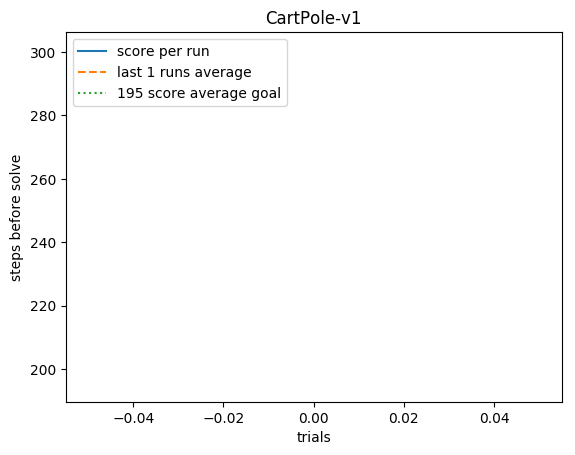 CartPole-v1
score per run
last 1 runs average
195 score average goal
steps before solve
300
280
260
240
220
200
−0.04 −0.02 0.00 0.02 0.04
trials